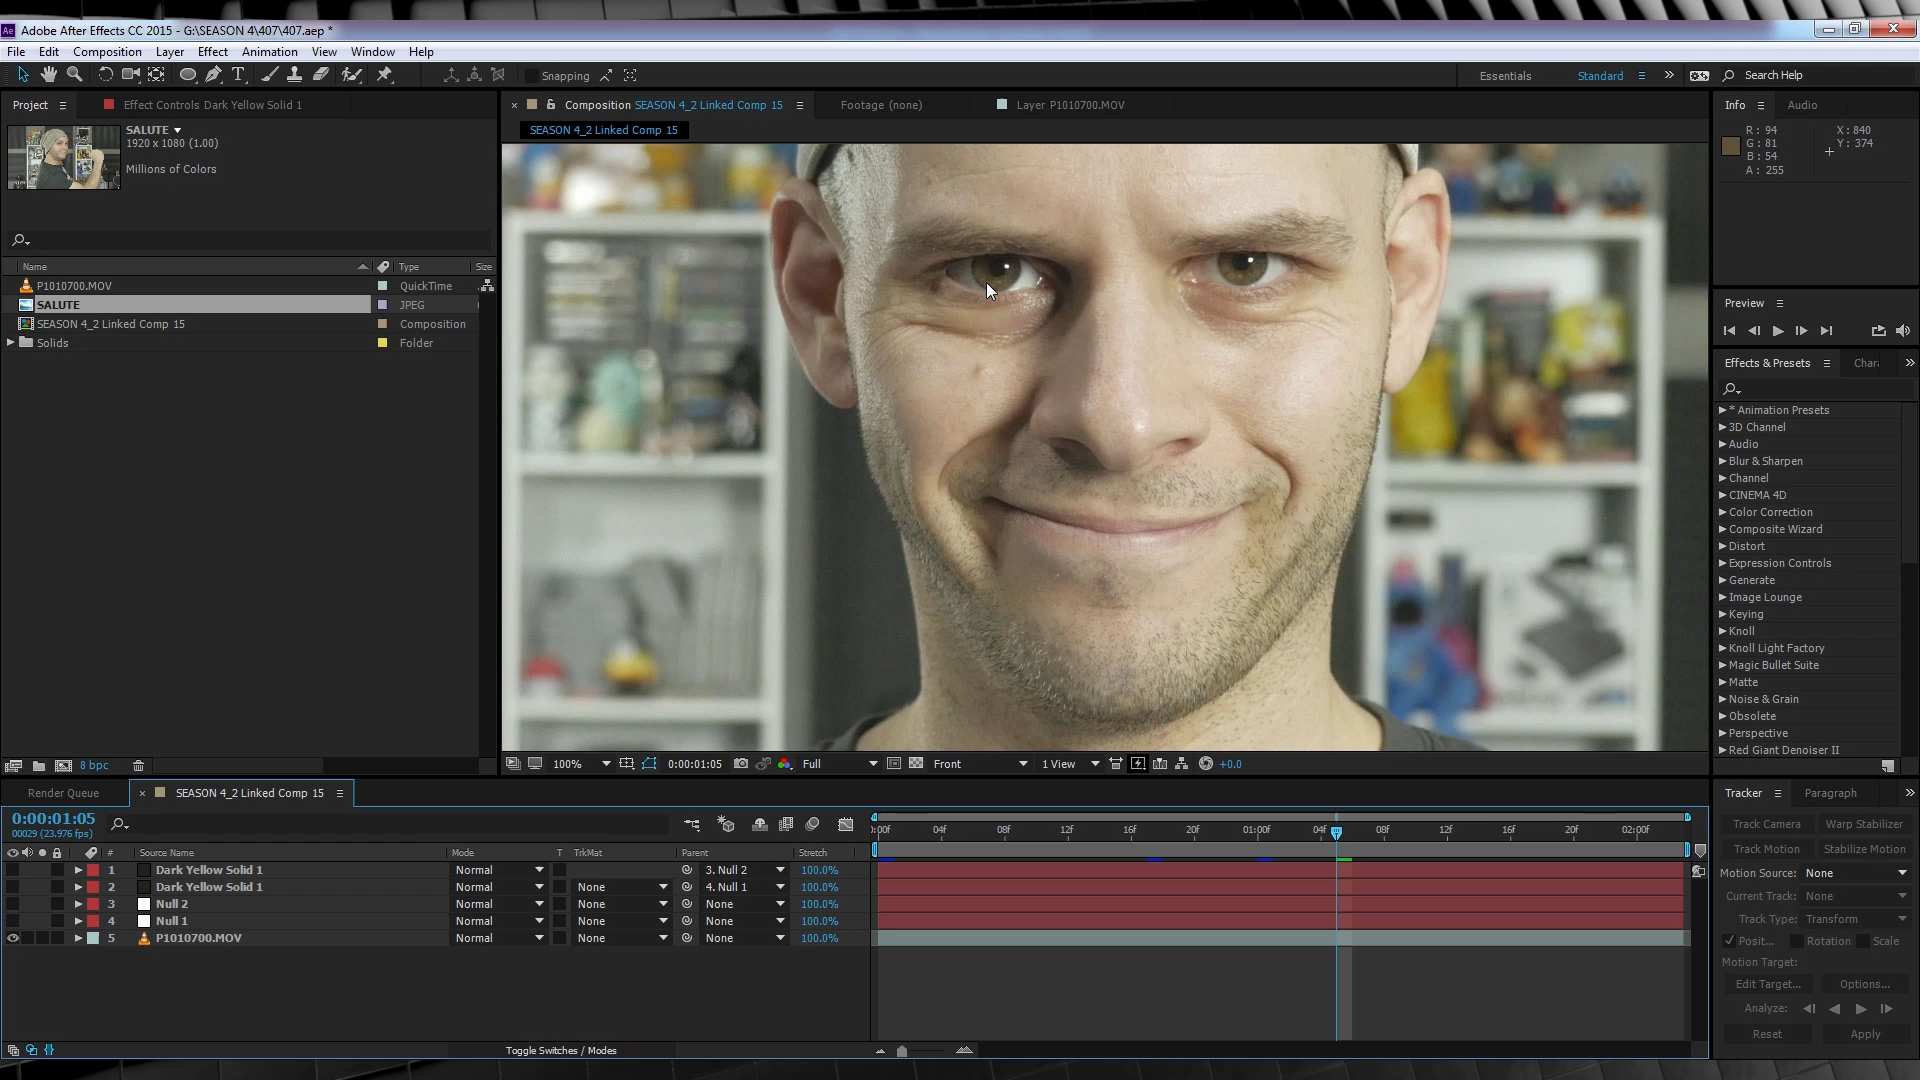 Ae Adobe After Effects CC 2015 - G:\SEASON 4\407\407.aep *
File Edit Composition Layer Effect Animation View Window Help
Snapping
Essentials Standard Search Help
Project Effect Controls Dark Yellow Solid 1
SALUTE
1920 x 1080 (1.00)
Millions of Colors
Name Type Size
P1010700.MOV QuickTime
SALUTE JPEG
SEASON 4_2 Linked Comp 15 Composition
Solids Folder
8 bpc
Composition SEASON 4_2 Linked Comp 15 Footage (none) Layer P1010700.MOV
SEASON 4_2 Linked Comp 15
100% 0:00:01:05 Full Front 1 View +0.0
Info Audio
R: 94 X: 840
G: 81 Y: 374
B: 54
A: 255
Preview
Effects & Presets Char
* Animation Presets
3D Channel
Audio
Blur & Sharpen
Channel
CINEMA 4D
Color Correction
Composite Wizard
Distort
Expression Controls
Generate
Image Lounge
Keying
Knoll
Knoll Light Factory
Magic Bullet Suite
Matte
Noise & Grain
Obsolete
Perspective
Red Giant Denoiser II
Render Queue SEASON 4_2 Linked Comp 15
0:00:01:05
00029 (23.976 fps)
:00f 04f 08f 12f 16f 20f 01:00f 04f 08f 12f 16f 20f 02:00f
# Source Name Mode T TrkMat Parent Stretch
1 Dark Yellow Solid 1 Normal 3. Null 2 100.0%
2 Dark Yellow Solid 1 Normal None 4. Null 1 100.0%
3 Null 2 Normal None None 100.0%
4 Null 1 Normal None None 100.0%
5 P1010700.MOV Normal None None 100.0%
Toggle Switches / Modes
Tracker Paragraph
Track Camera Warp Stabilizer
Track Motion Stabilize Motion
Motion Source: None
Current Track: None
Track Type: Transform
Posit... Rotation Scale
Motion Target:
Edit Target... Options...
Analyze:
Reset Apply